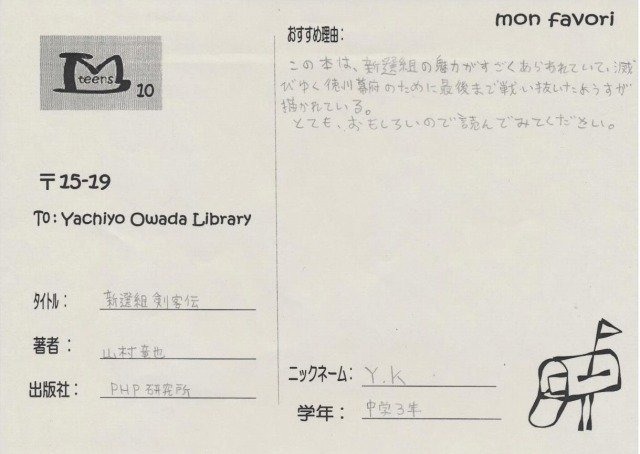 mon favori
M
teens
10
〒15-19
To: Yachiyo Owada Library
タイトル: 新選組剣客伝
著者: 山村竜也
出版社: PHP研究所
おすすめ理由:
この本は、新選組の魅力がすごくあらわれていて、滅
びゆく徳川幕府のために最後まで戦い抜いたようすが
描かれている。
とても、おもしろいので読んでみてください。
ニックネーム: Y.K
学年: 中学3年